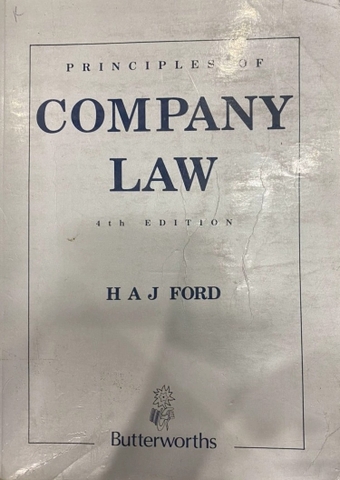 PRINCIPLES OF
COMPANY
LAW
4th EDITION
H A J FORD
Butterworths